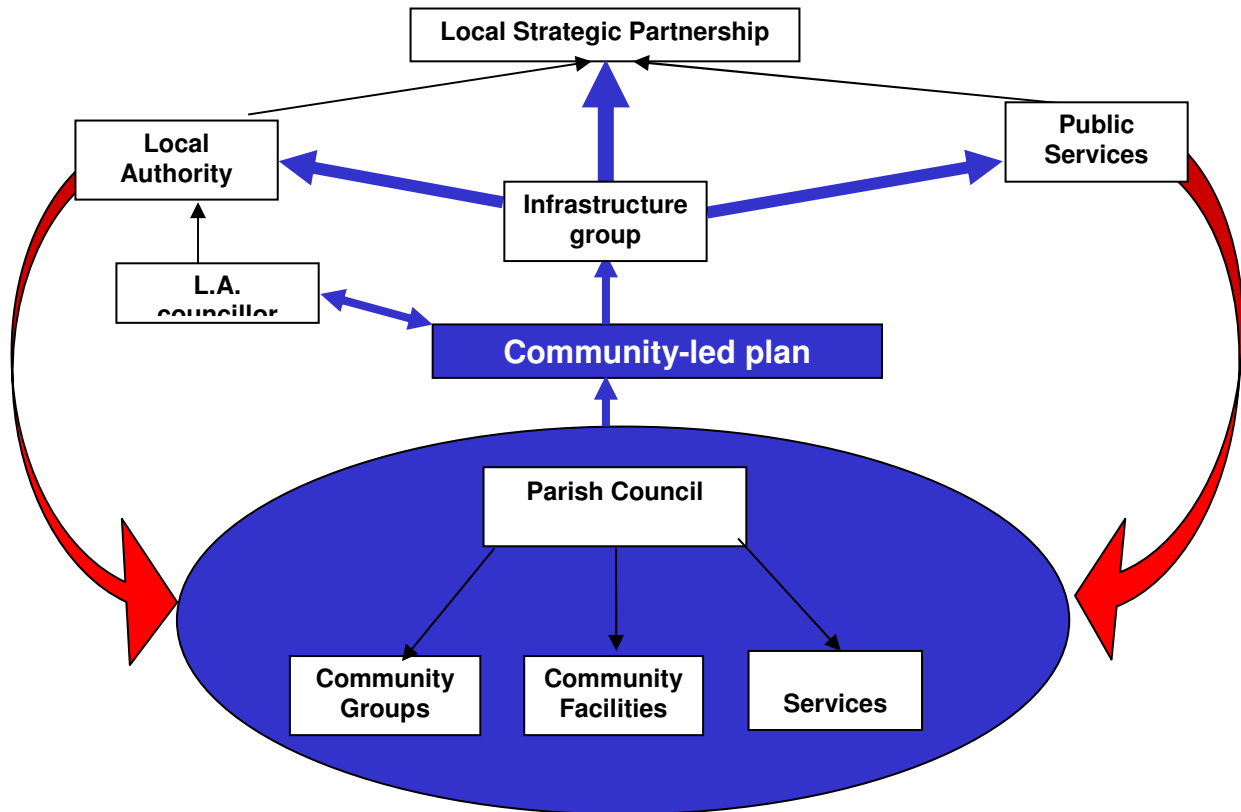 Local Strategic Partnership
Local
Authority
Public
Services
Infrastructure
group
L.A.
councillor
Community-led plan
Parish Council
Community
Groups
Community
Facilities
Services